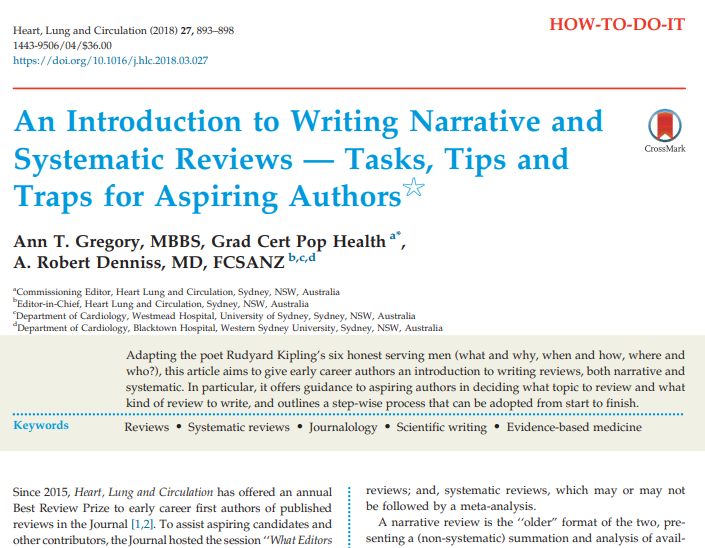 Heart, Lung and Circulation (2018) 27, 893–898
1443-9506/04/$36.00
https://doi.org/10.1016/j.hlc.2018.03.027
HOW-TO-DO-IT
An Introduction to Writing Narrative and
Systematic Reviews — Tasks, Tips and
Traps for Aspiring Authors☆
CrossMark
Ann T. Gregory, MBBS, Grad Cert Pop Health a*,
A. Robert Denniss, MD, FCSANZ b,c,d
aCommissioning Editor, Heart Lung and Circulation, Sydney, NSW, Australia
bEditor-in-Chief, Heart Lung and Circulation, Sydney, NSW, Australia
cDepartment of Cardiology, Westmead Hospital, University of Sydney, Sydney, NSW, Australia
dDepartment of Cardiology, Blacktown Hospital, Western Sydney University, Sydney, NSW, Australia
Adapting the poet Rudyard Kipling's six honest serving men (what and why, when and how, where and
who?), this article aims to give early career authors an introduction to writing reviews, both narrative and
systematic. In particular, it offers guidance to aspiring authors in deciding what topic to review and what
kind of review to write, and outlines a step-wise process that can be adopted from start to finish.
Keywords
Reviews • Systematic reviews • Journalology • Scientific writing • Evidence-based medicine
Since 2015, Heart, Lung and Circulation has offered an annual
Best Review Prize to early career first authors of published
reviews in the Journal [1,2]. To assist aspiring candidates and
other contributors, the Journal hosted the session ‘‘What Editors
reviews; and, systematic reviews, which may or may not
be followed by a meta-analysis.
A narrative review is the ‘‘older’’ format of the two, pre-
senting a (non-systematic) summation and analysis of avail-